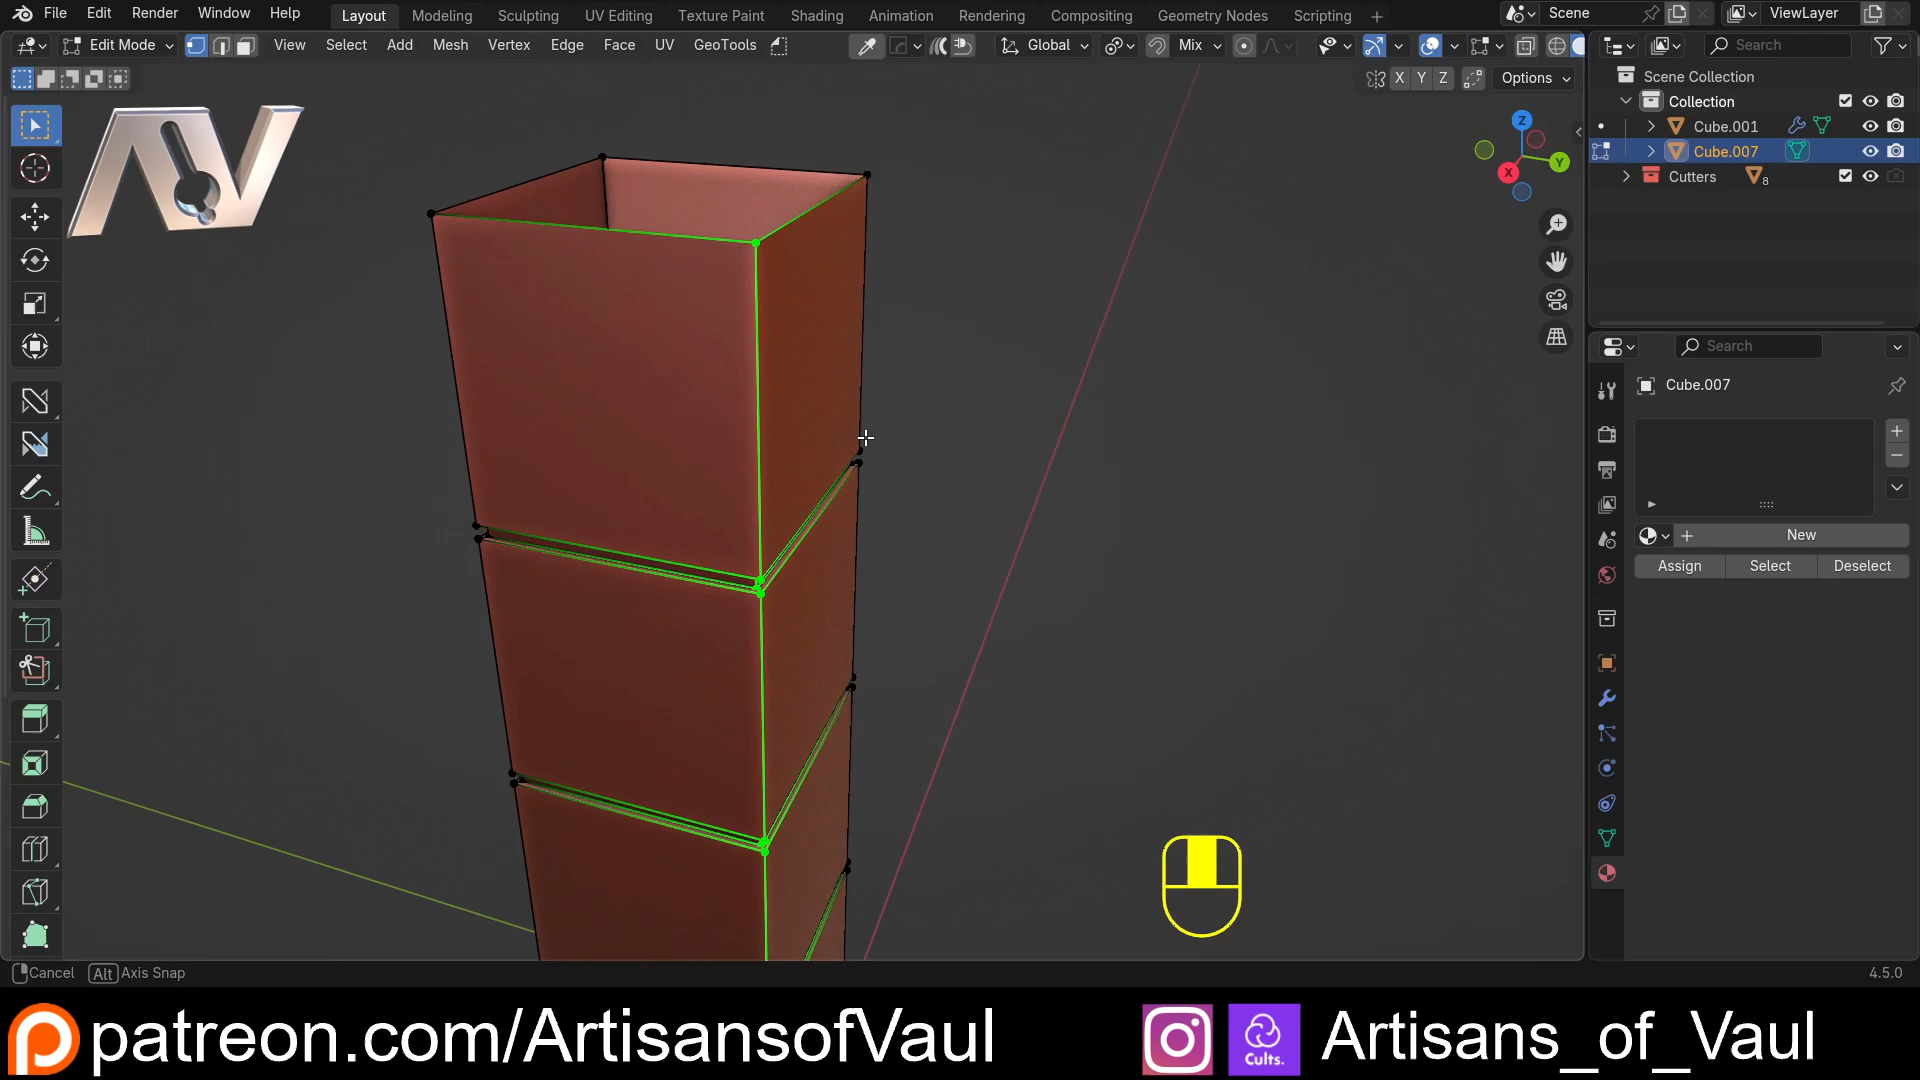 File Edit Render Window Help Layout Modeling Sculpting UV Editing Texture Paint Shading Animation Rendering Compositing Geometry Nodes Scripting + Scene ViewLayer
Edit Mode View Select Add Mesh Vertex Edge Face UV GeoTools Global Mix Search
X Y Z Options
Scene Collection
Collection
Cube.001
Cube.007
Cutters 8
Z
Y
X
Search
Cube.007
New
Assign Select Deselect
Cancel Alt Axis Snap 4.5.0
patreon.com/ArtisansofVaul Cults. Artisans_of_Vaul